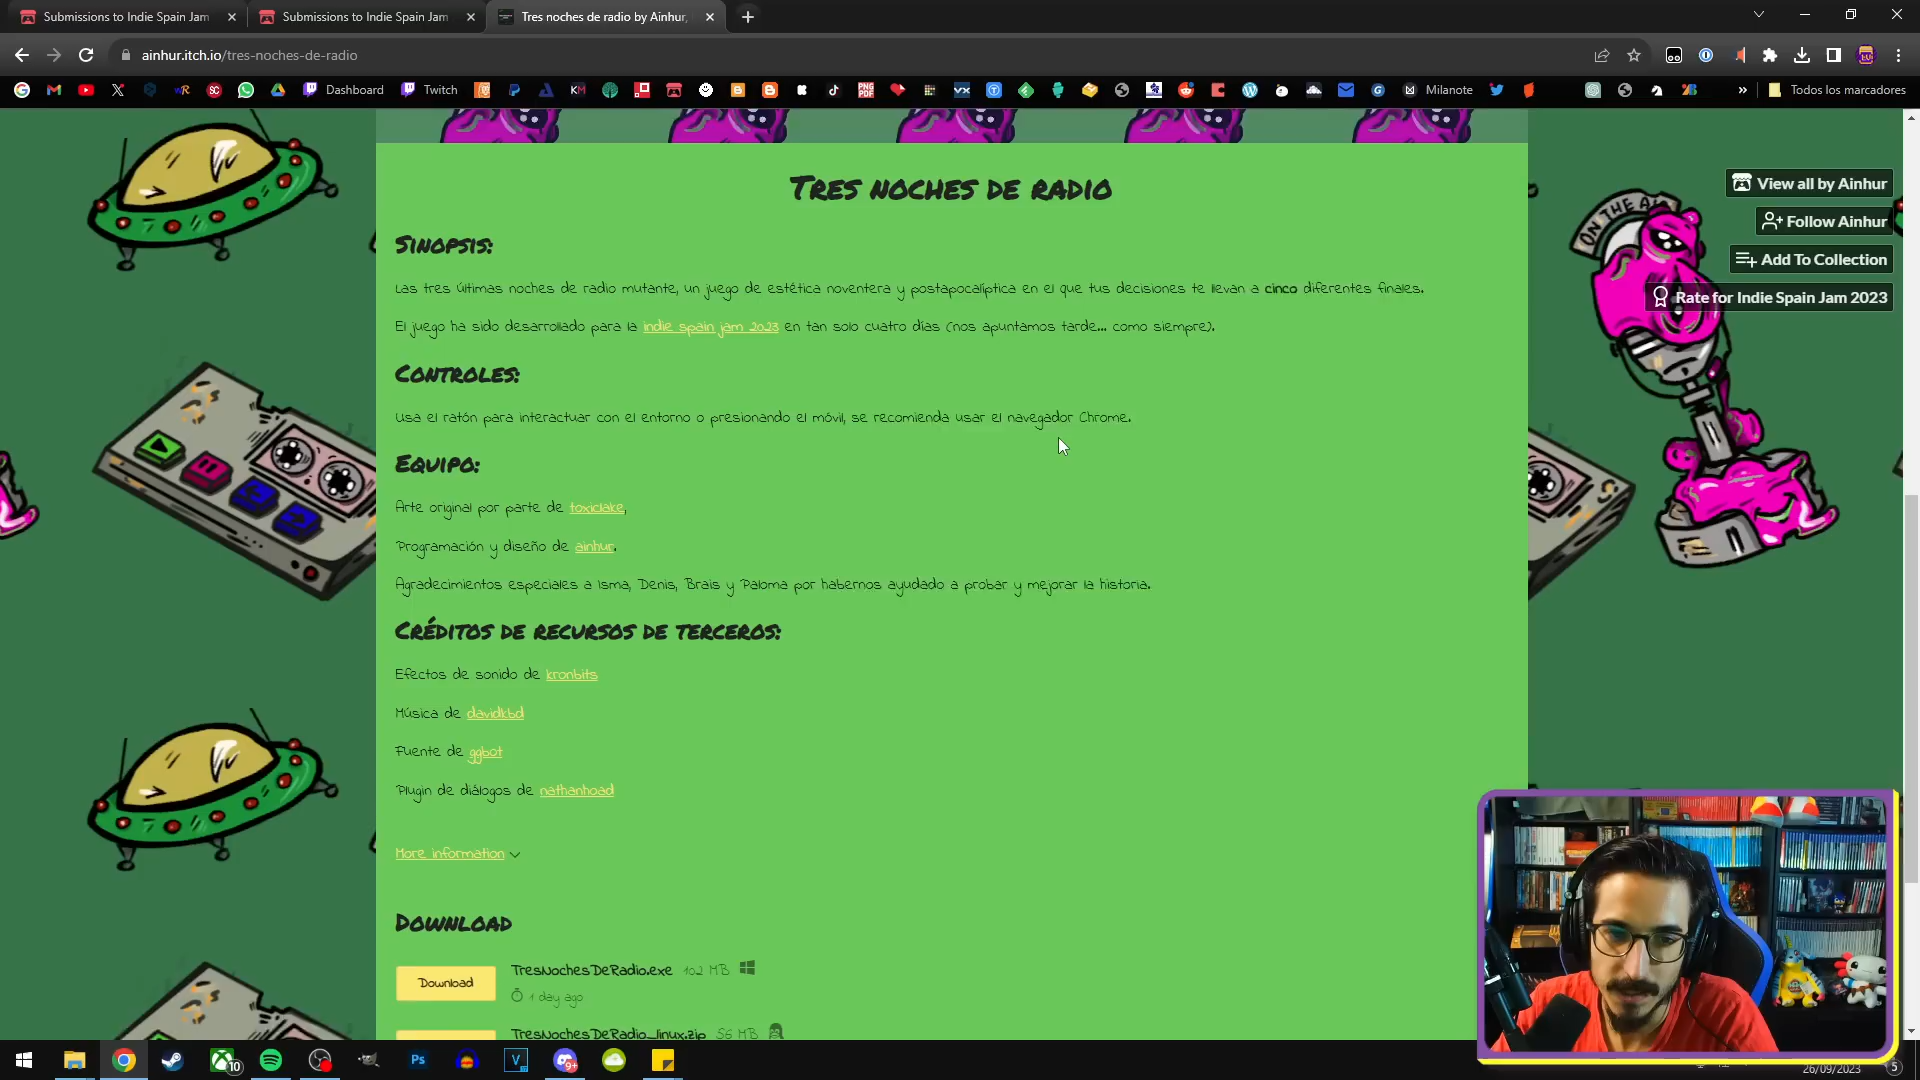 Submissions to Indie Spain Jam
Submissions to Indie Spain Jam
Tres noches de radio by Ainhur,
ainhur.itch.io/tres-noches-de-radio
Dashboard
Twitch
Milanote
Todos los marcadores
View all by Ainhur
Follow Ainhur
Add To Collection
Rate for Indie Spain Jam 2023
ON THE AIR
Tres noches de radio
Sinopsis:
Las tres últimas noches de radio mutante, un juego de estética noventera y postapocalíptica en el que tus decisiones te llevan a cinco diferentes finales.
El juego ha sido desarrollado para la indie spain jam 2023 en tan solo cuatro días (nos apuntamos tarde... como siempre).
Controles:
Usa el ratón para interactuar con el entorno o presionando el móvil, se recomienda usar el navegador Chrome.
Equipo:
Arte original por parte de toxiclake,
Programación y diseño de ainhur.
Agradecimientos especiales a Isma, Denis, Brais y Paloma por habernos ayudado a probar y mejorar la historia.
Créditos de recursos de terceros:
Efectos de sonido de kronbits
Música de davidkbd
Fuente de ggbot
Plugin de diálogos de nathanhoad
More information
Download
Download
TresNochesDeRadio.exe 102 MB
1 day ago
TresNochesDeRadio_linux.zip 56 MB
26/09/2023
5